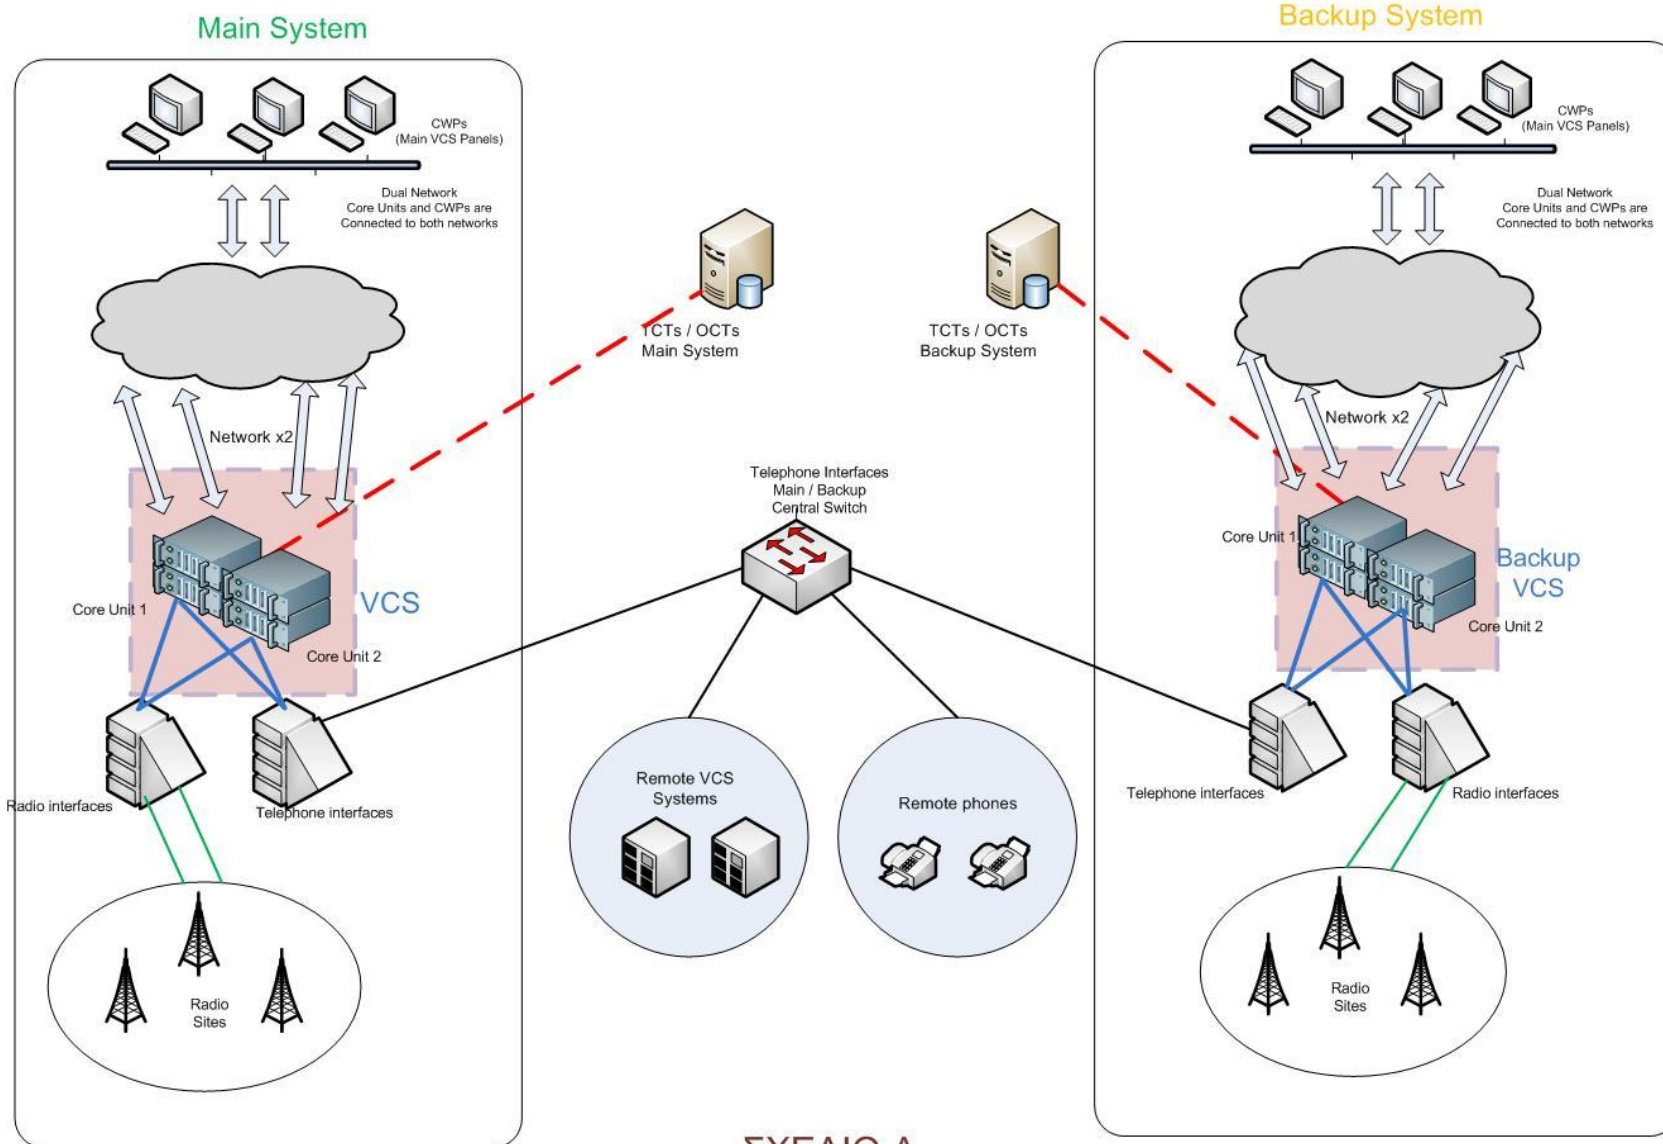 Main System
Backup System
CWPs
(Main VCS Panels)
Dual Network
Core Units and CWPs are
Connected to both networks
Network x2
Core Unit 1
VCS
Core Unit 2
Radio interfaces
Telephone interfaces
Radio
Sites
TCTs / OCTs
Main System
TCTs / OCTs
Backup System
Telephone Interfaces
Main / Backup
Central Switch
Remote VCS
Systems
Remote phones
CWPs
(Main VCS Panels)
Dual Network
Core Units and CWPs are
Connected to both networks
Network x2
Core Unit 1
Backup
VCS
Core Unit 2
Telephone interfaces
Radio interfaces
Radio
Sites
ΣΧΕΔΙΟ Α